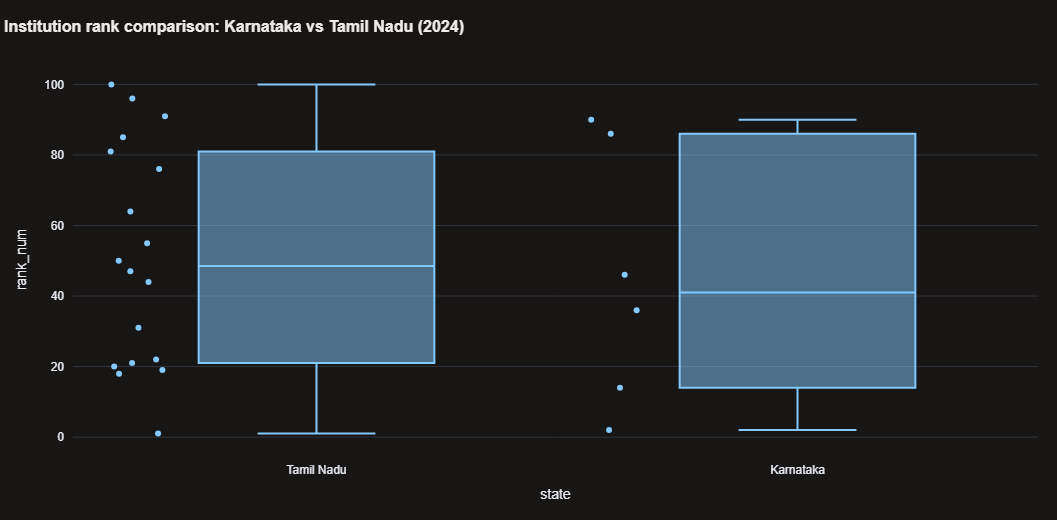 Institution rank comparison: Karnataka vs Tamil Nadu (2024)
100
80
60
40
20
0
rank_num
Tamil Nadu
Karnataka
state